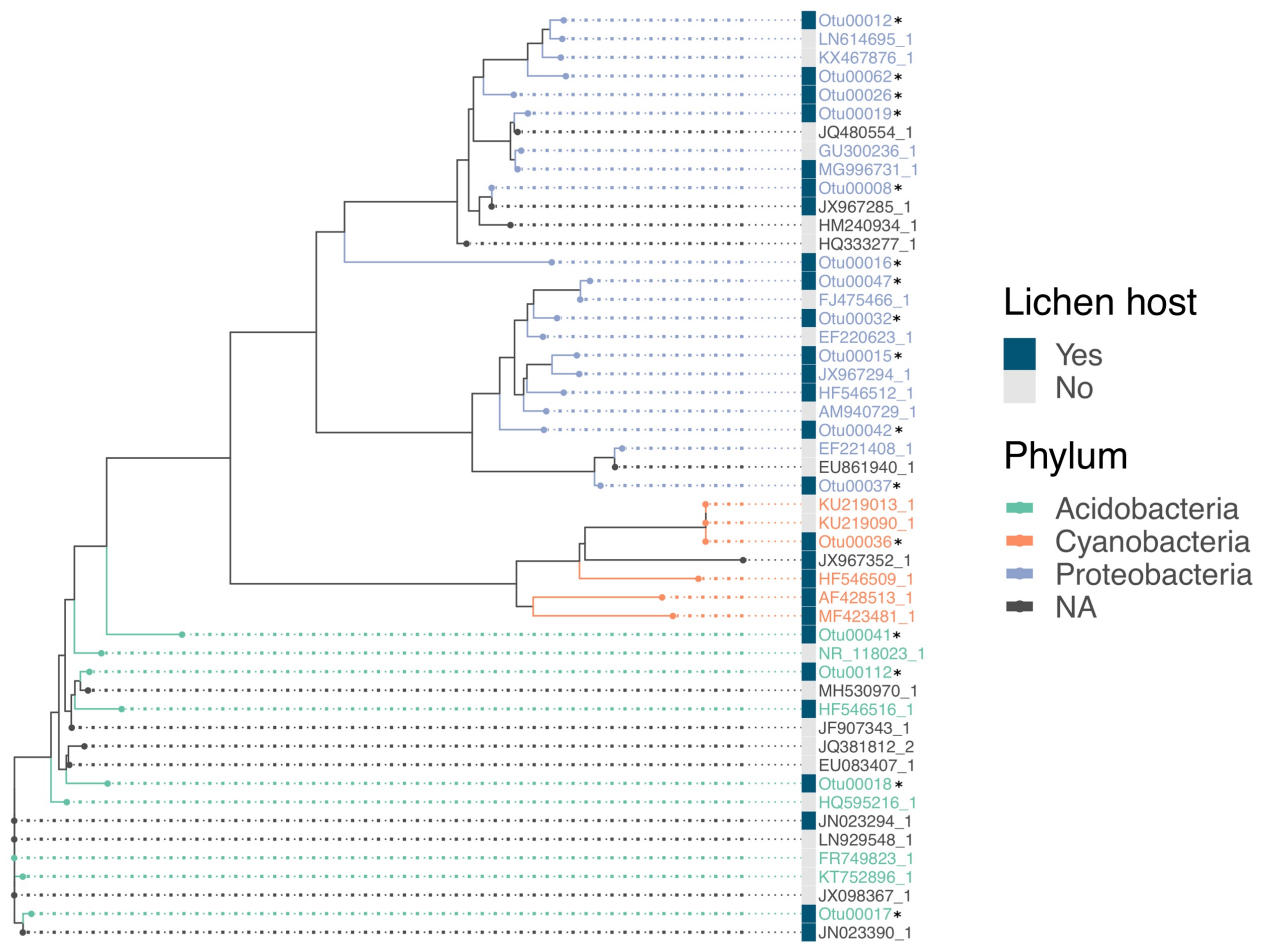 Otu00012*
LN614695_1
KX467876_1
Otu00062*
Otu00026*
Otu00019*
JQ480554_1
GU300236_1
MG996731_1
Otu00008*
JX967285_1
HM240934_1
HQ333277_1
Otu00016*
Otu00047*
FJ475466_1
Otu00032*
EF220623_1
Otu00015*
JX967294_1
HF546512_1
AM940729_1
Otu00042*
EF221408_1
EU861940_1
Otu00037*
KU219013_1
KU219090_1
Otu00036*
JX967352_1
HF546509_1
AF428513_1
MF423481_1
Otu00041*
NR_118023_1
Otu00112*
MH530970_1
HF546516_1
JF907343_1
JQ381812_2
EU083407_1
Otu00018*
HQ595216_1
JN023294_1
LN929548_1
FR749823_1
KT752896_1
JX098367_1
Otu00017*
JN023390_1
Lichen host
Yes
No
Phylum
Acidobacteria
Cyanobacteria
Proteobacteria
NA